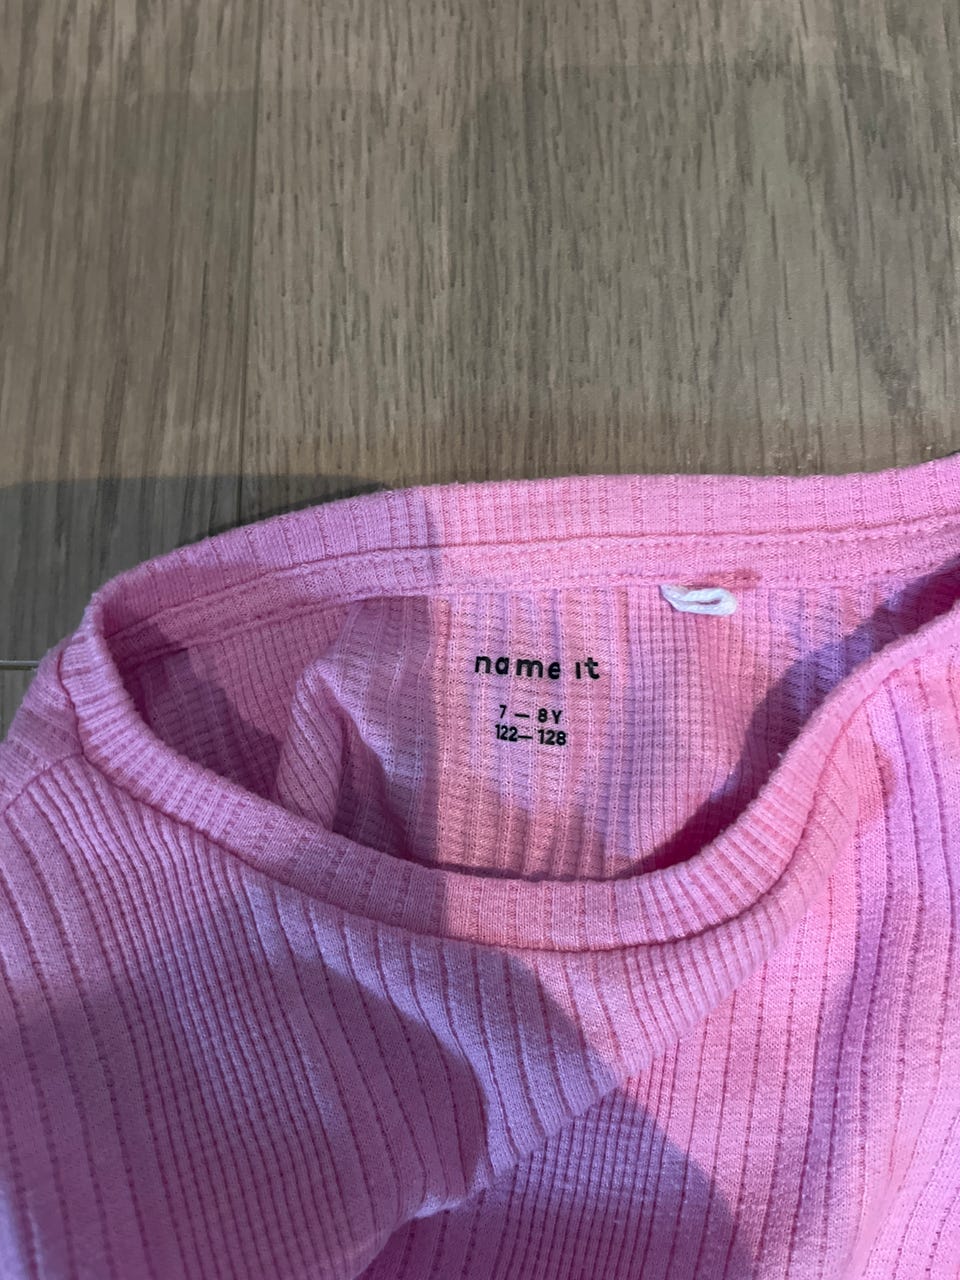 name it
7 — 8Y
122— 128